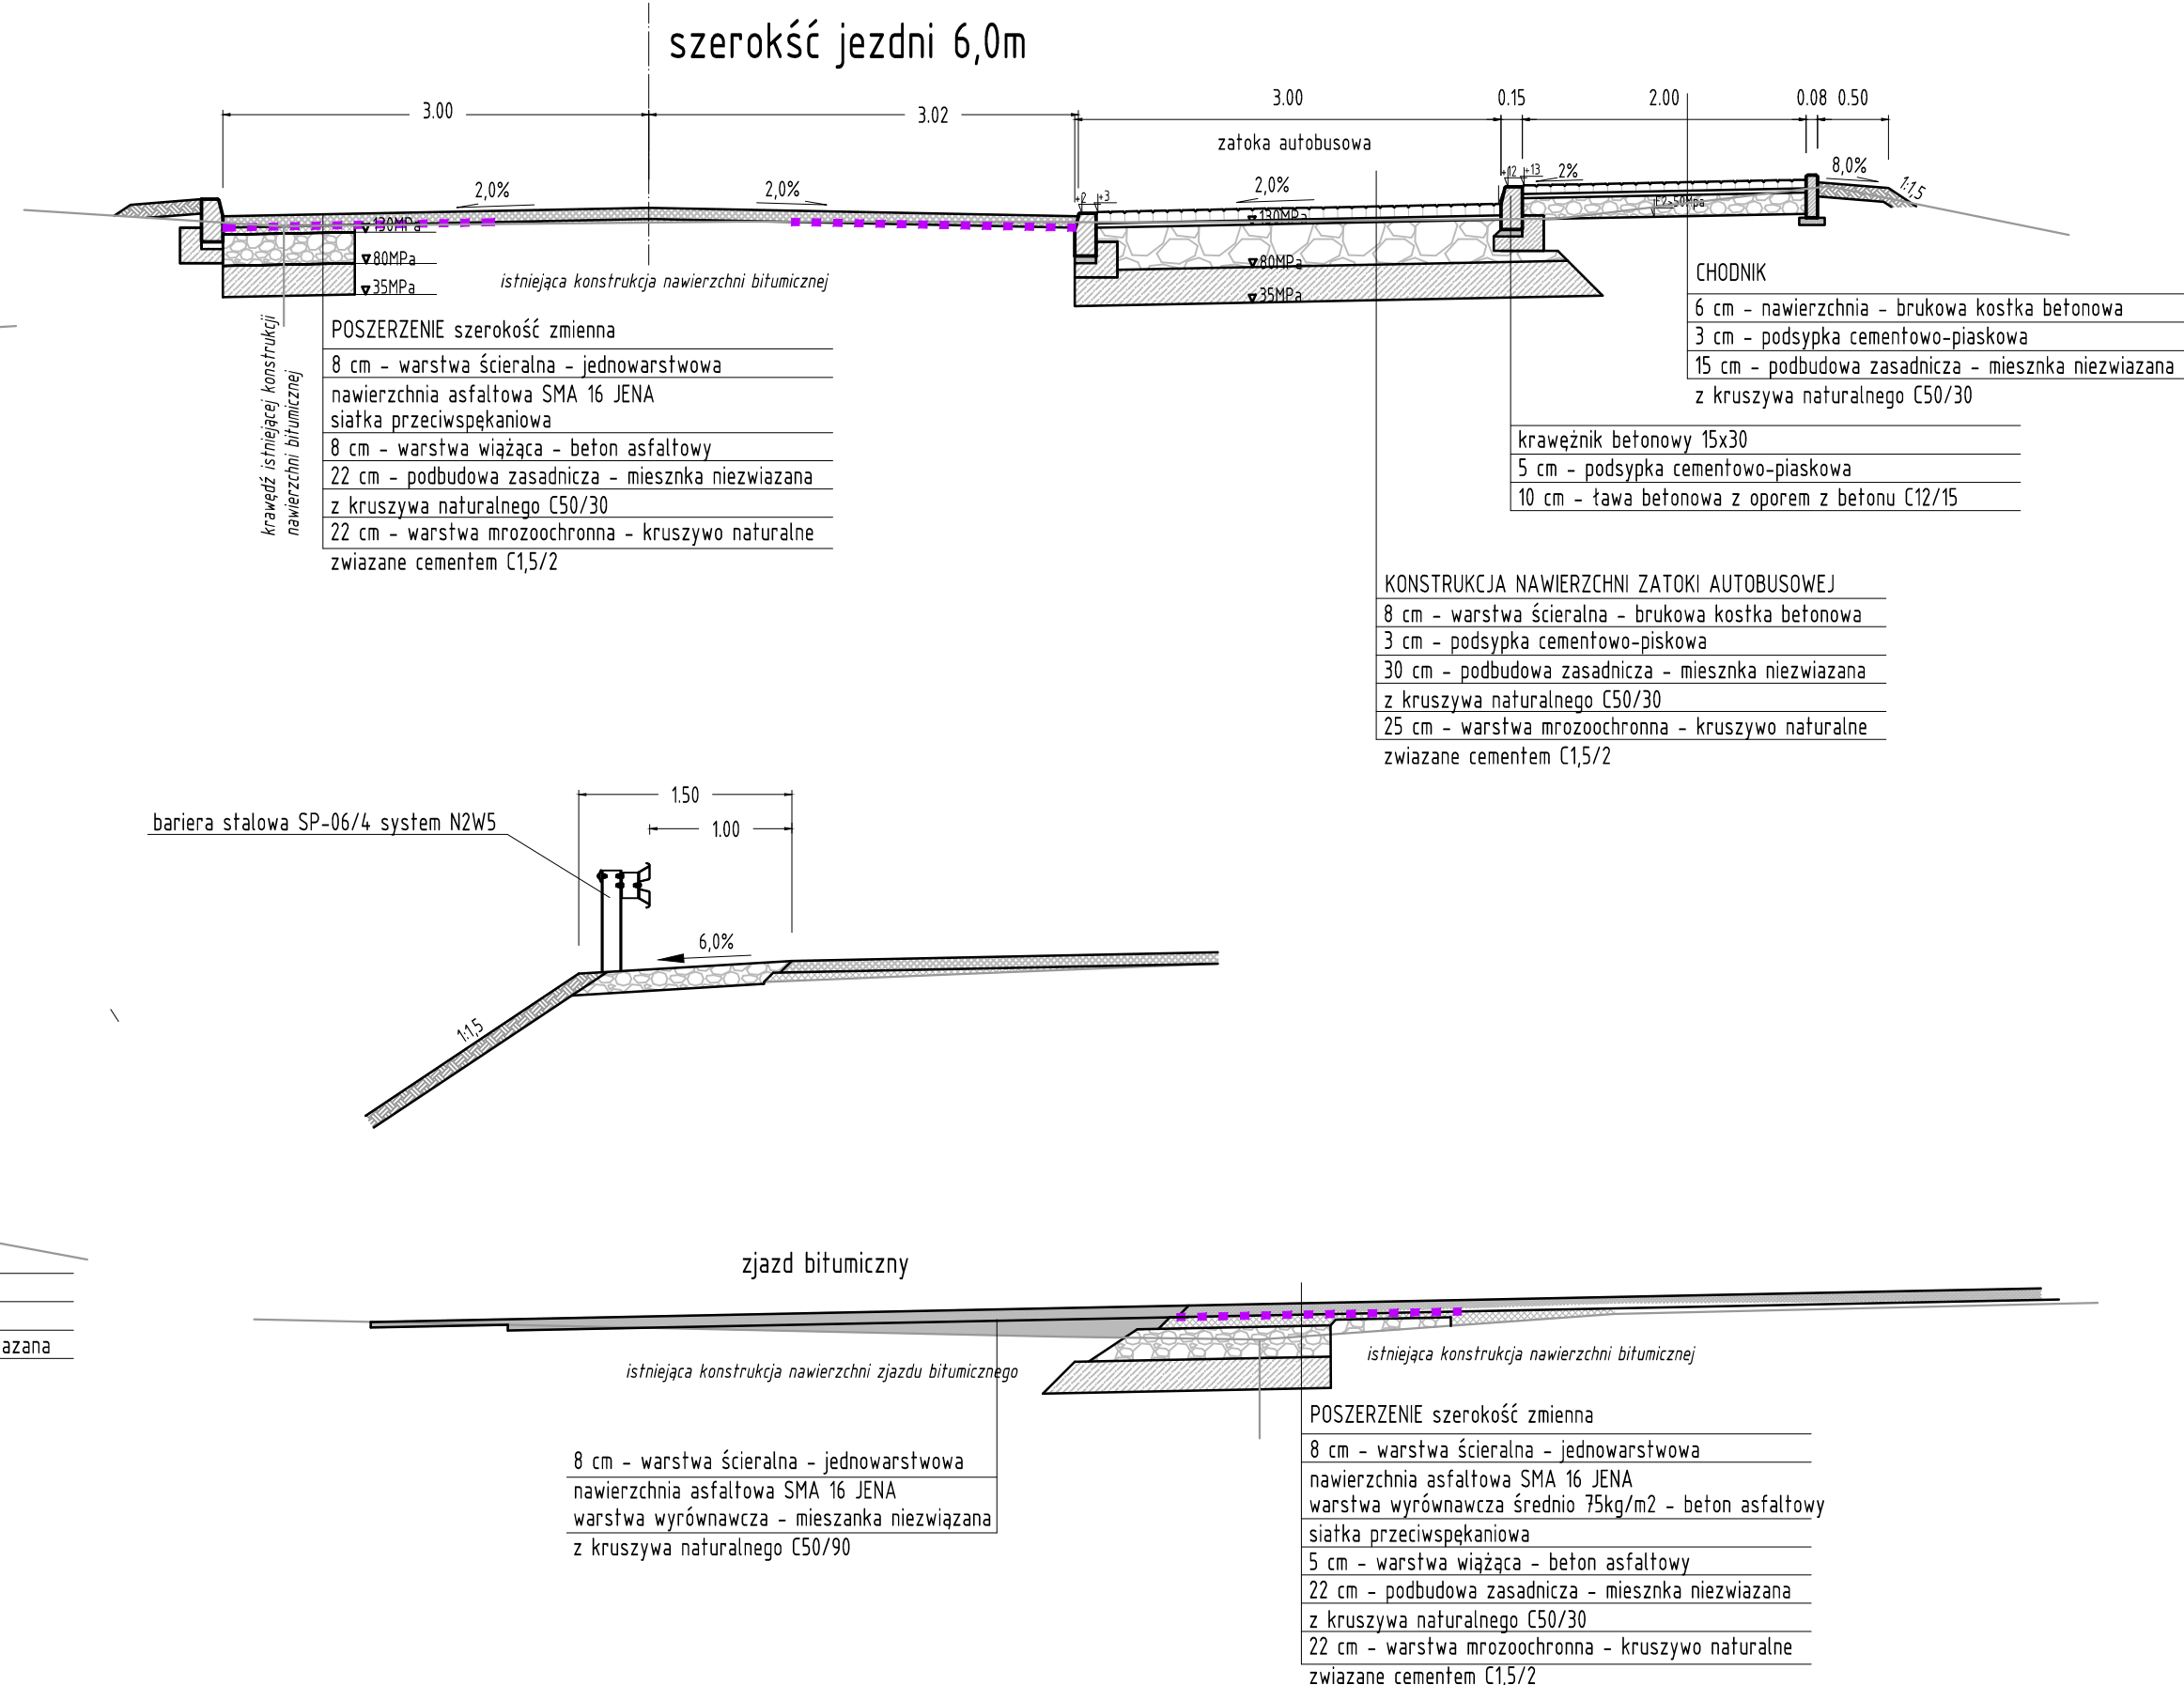 szerokść jezdni 6,0m
3.00
3.02
3.00
0.15
2.00
0.08
0.50
zatoka autobusowa
2,0%
2,0%
+2
+3
2,0%
+12
+13
2%
8,0%
1:1,5
130MPa
80MPa
35MPa
istniejąca konstrukcja nawierzchni bitumicznej
130MPa
80MPa
35MPa
E2>50Mpa
krawędź istniejącej konstrukcji
nawierzchni bitumicznej
POSZERZENIE szerokość zmienna
8 cm - warstwa ścieralna - jednowarstwowa
nawierzchnia asfaltowa SMA 16 JENA
siatka przeciwspękaniowa
8 cm - warstwa wiążąca - beton asfaltowy
22 cm - podbudowa zasadnicza - miesznka niezwiazana
z kruszywa naturalnego C50/30
22 cm - warstwa mrozoochronna - kruszywo naturalne
zwiazane cementem C1,5/2
CHODNIK
6 cm - nawierzchnia - brukowa kostka betonowa
3 cm - podsypka cementowo-piaskowa
15 cm - podbudowa zasadnicza - miesznka niezwiazana
z kruszywa naturalnego C50/30
krawężnik betonowy 15x30
5 cm - podsypka cementowo-piaskowa
10 cm - ława betonowa z oporem z betonu C12/15
KONSTRUKCJA NAWIERZCHNI ZATOKI AUTOBUSOWEJ
8 cm - warstwa ścieralna - brukowa kostka betonowa
3 cm - podsypka cementowo-piskowa
30 cm - podbudowa zasadnicza - miesznka niezwiazana
z kruszywa naturalnego C50/30
25 cm - warstwa mrozoochronna - kruszywo naturalne
zwiazane cementem C1,5/2
1.50
1.00
bariera stalowa SP-06/4 system N2W5
6,0%
1:1,5
zjazd bitumiczny
azana
istniejąca konstrukcja nawierzchni zjazdu bitumicznego
istniejąca konstrukcja nawierzchni bitumicznej
8 cm - warstwa ścieralna - jednowarstwowa
nawierzchnia asfaltowa SMA 16 JENA
warstwa wyrównawcza - mieszanka niezwiązana
z kruszywa naturalnego C50/90
POSZERZENIE szerokość zmienna
8 cm - warstwa ścieralna - jednowarstwowa
nawierzchnia asfaltowa SMA 16 JENA
warstwa wyrównawcza średnio 75kg/m2 - beton asfaltowy
siatka przeciwspękaniowa
5 cm - warstwa wiążąca - beton asfaltowy
22 cm - podbudowa zasadnicza - miesznka niezwiazana
z kruszywa naturalnego C50/30
22 cm - warstwa mrozoochronna - kruszywo naturalne
zwiazane cementem C1,5/2